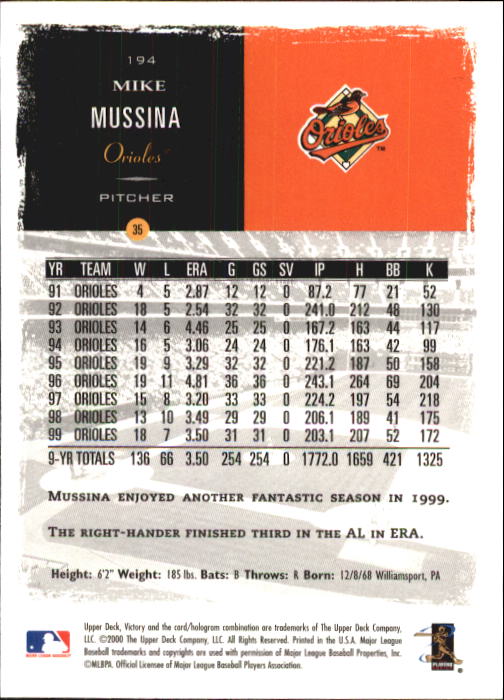 194
MIKE
MUSSINA
Orioles
PITCHER
Orioles TM
35
YR TEAM W L ERA G GS SV IP H BB K
91 ORIOLES 4 5 2.87 12 12 0 87.2 77 21 52
92 ORIOLES 18 5 2.54 32 32 0 241.0 212 48 130
93 ORIOLES 14 6 4.46 25 25 0 167.2 163 44 117
94 ORIOLES 16 5 3.06 24 24 0 176.1 163 42 99
95 ORIOLES 19 9 3.29 32 32 0 221.2 187 50 158
96 ORIOLES 19 11 4.81 36 36 0 243.1 264 69 204
97 ORIOLES 15 8 3.20 33 33 0 224.2 197 54 218
98 ORIOLES 13 10 3.49 29 29 0 206.1 189 41 175
99 ORIOLES 18 7 3.50 31 31 0 203.1 207 52 172
9-YR TOTALS 136 66 3.50 254 254 0 1772.0 1659 421 1325
MUSSINA ENJOYED ANOTHER FANTASTIC SEASON IN 1999.
THE RIGHT-HANDER FINISHED THIRD IN THE AL IN ERA.
Height: 6'2" Weight: 185 lbs. Bats: B Throws: R Born: 12/8/68 Williamsport, PA
Upper Deck, Victory and the card/hologram combination are trademarks of The Upper Deck Company,
LLC. ©2000 The Upper Deck Company, LLC. All Rights Reserved. Printed in the U.S.A. Major League
Baseball trademarks and copyrights are used with permission of Major League Baseball Properties, Inc.
©MLBPA. Official Licensee of Major League Baseball Players Association.
MAJOR LEAGUE BASEBALL
PLAYERS